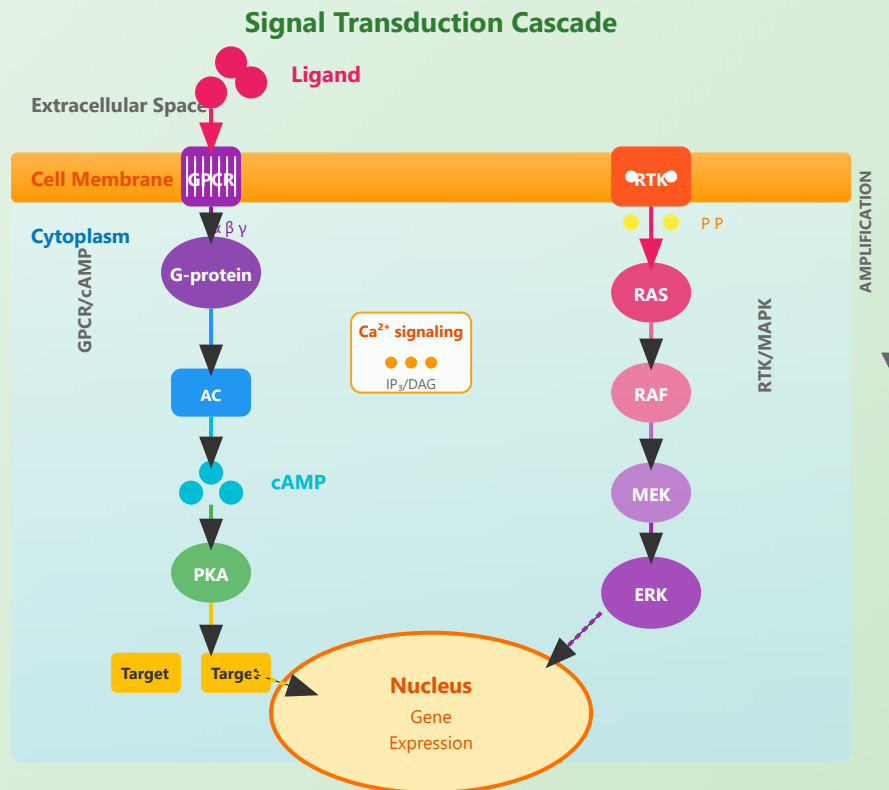 Signal Transduction Cascade
Ligand
Extracellular Space
Cell Membrane
GPCR
RTK
α β γ
P P
Cytoplasm
AMPLIFICATION
GPCR/cAMP
G-protein
RAS
RTK/MAPK
Ca²⁺ signaling
IP₃/DAG
AC
RAF
cAMP
MEK
PKA
ERK
Target
Target
Nucleus
Gene
Expression